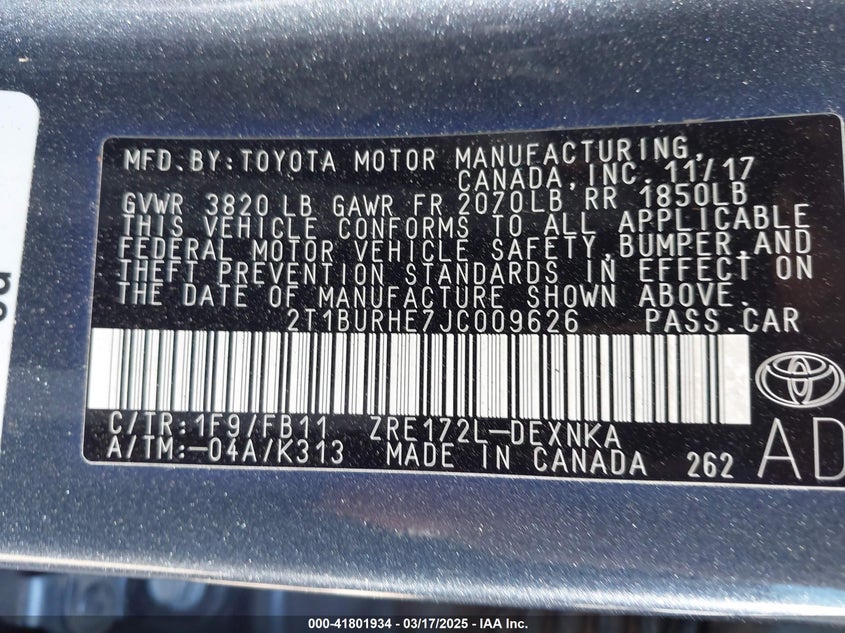 MFD.BY:TOYOTA MOTOR MANUFACTURING,
CANADA,INC. 11/17
GVWR 3820 LB GAWR FR 2070LB RR 1850LB
THIS VEHICLE CONFORMS TO ALL APPLICABLE
FEDERAL MOTOR VEHICLE SAFETY,BUMPER,AND
THEFT PREVENTION STANDARDS IN EFFECT ON
THE DATE OF MANUFACTURE SHOWN ABOVE.
2T1BURHE7JC009626 PASS.CAR
C/TR:1F9/FB11 ZRE172L-DEXNKA
A/TM:-04A/K313 MADE IN CANADA 262
AD
000-41801934 / 03/17/2025 - IAA Inc.